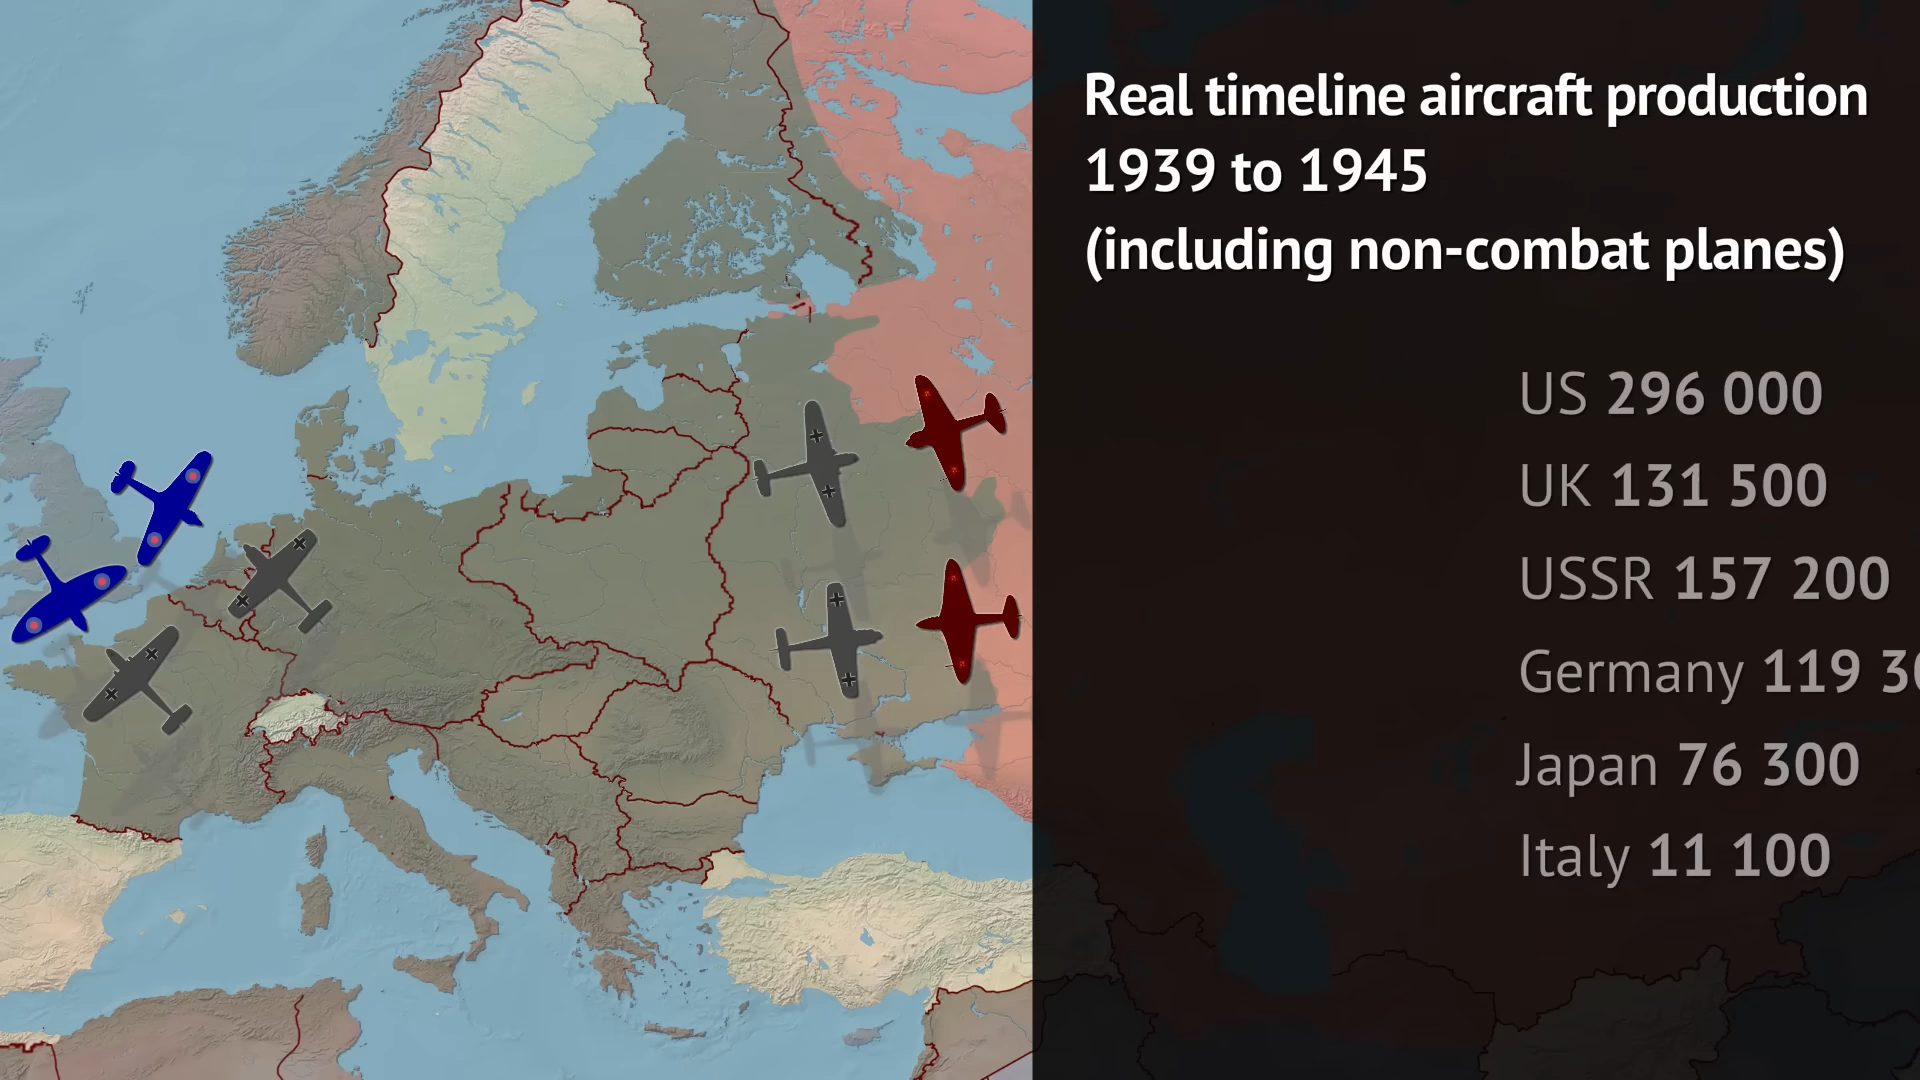 Real timeline aircraft production
1939 to 1945
(including non-combat planes)
US 296 000
UK 131 500
USSR 157 200
Germany 119
Japan 76 300
Italy 11 100